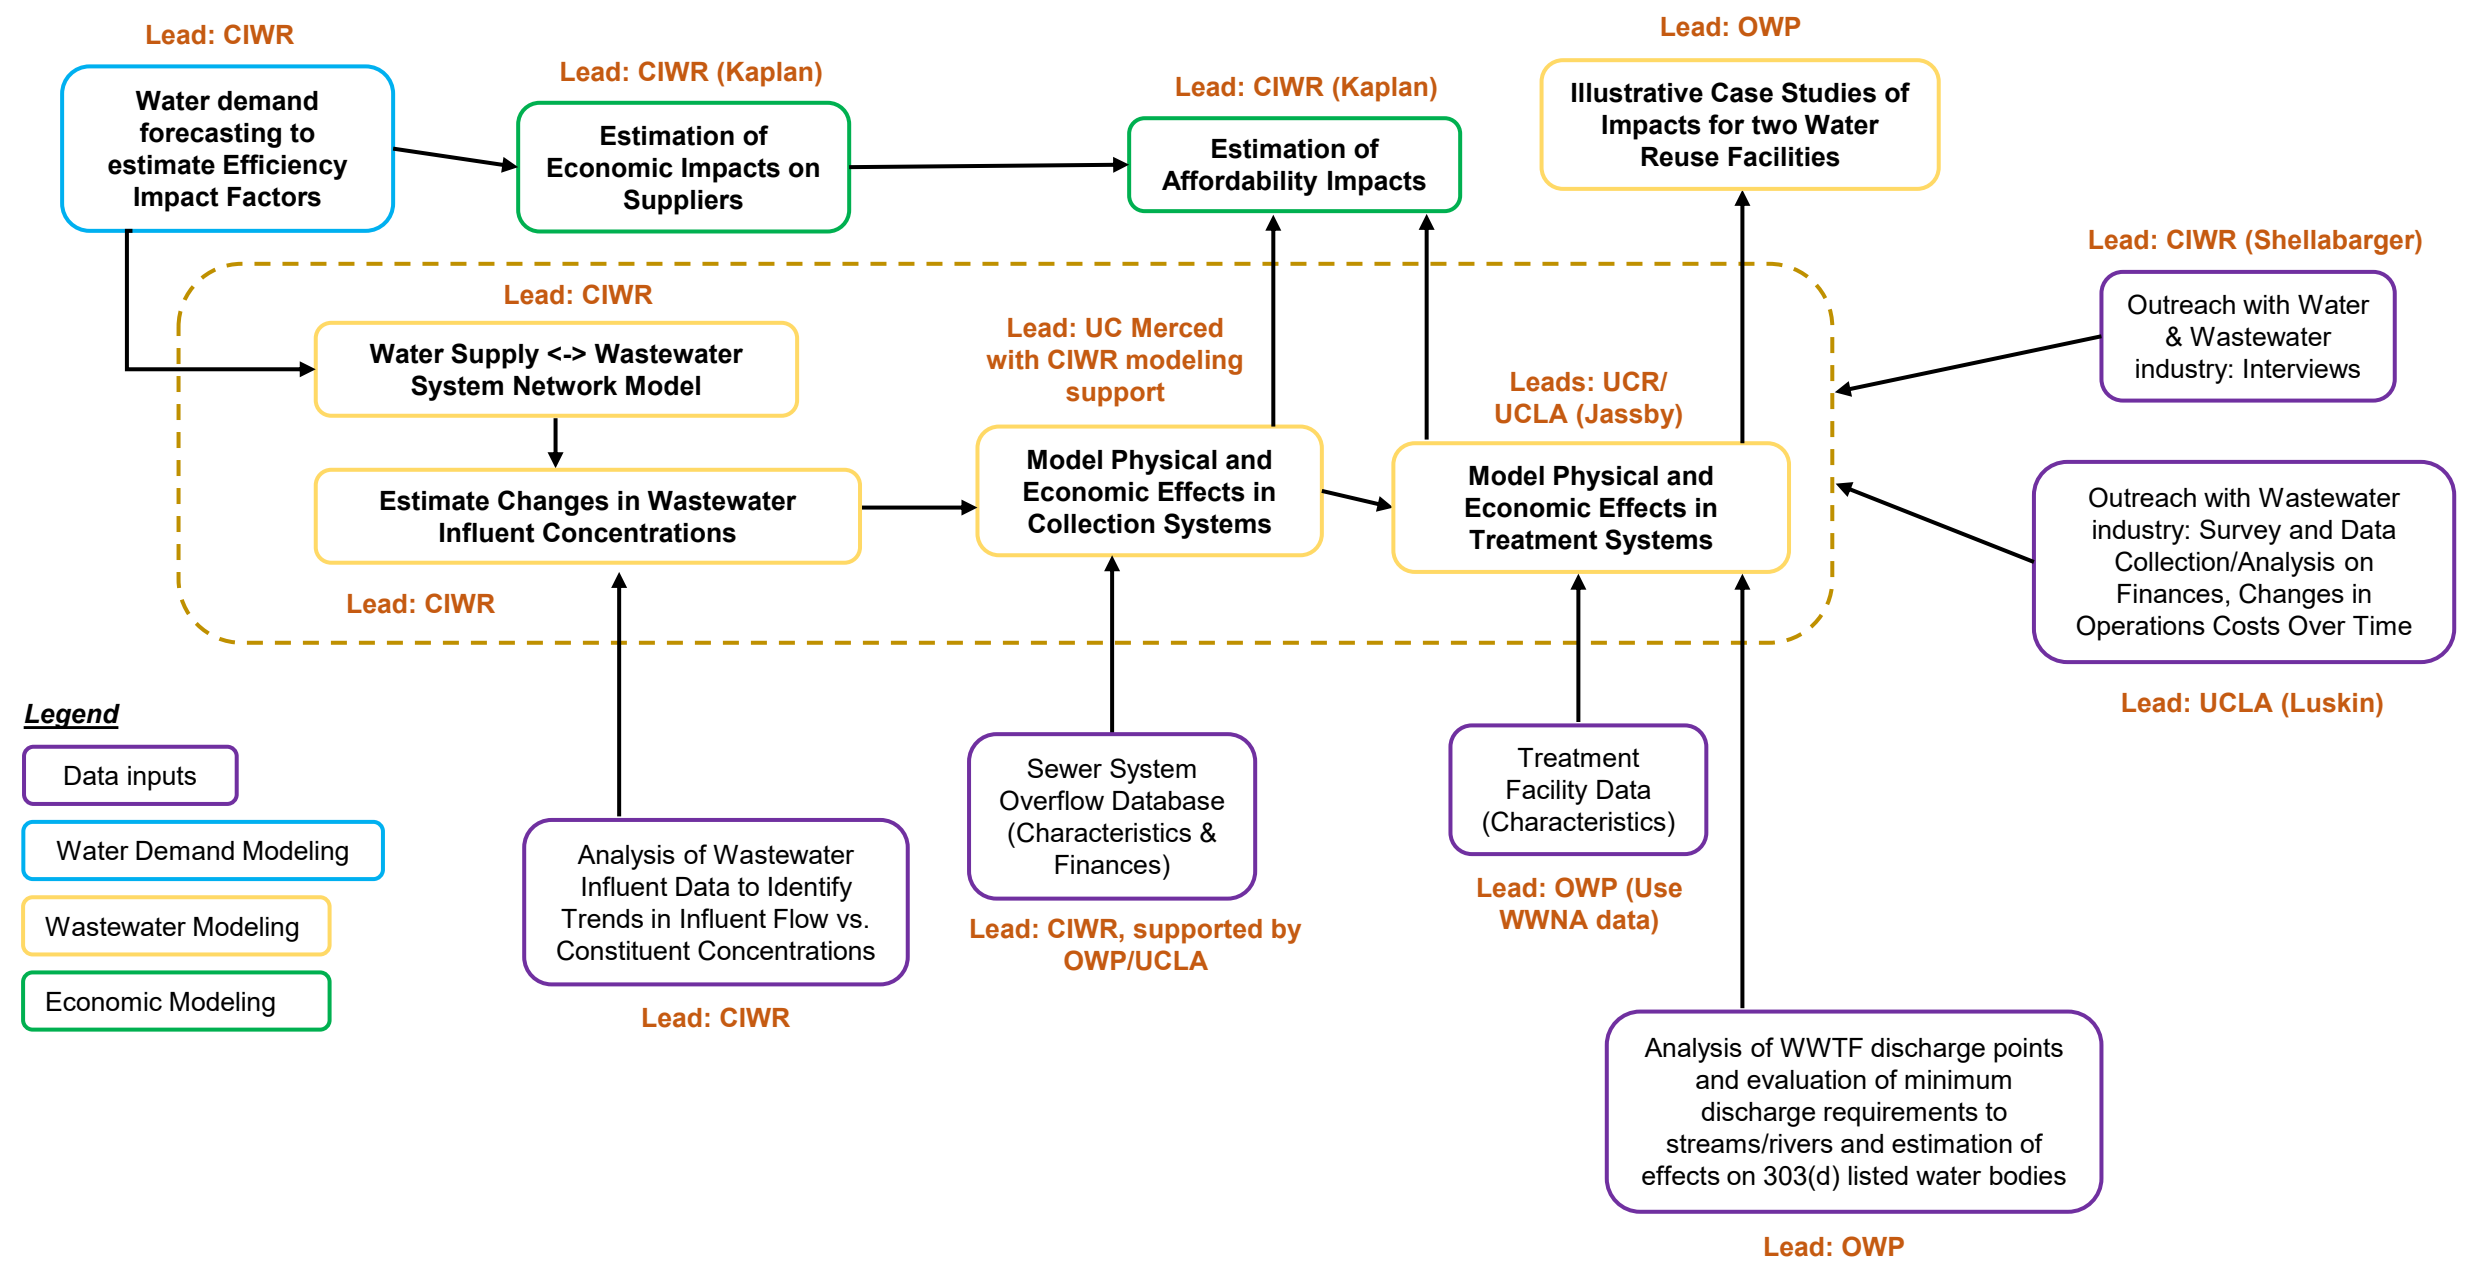 Lead: CIWR
Water demand
forecasting to
estimate Efficiency
Impact Factors
Lead: CIWR (Kaplan)
Estimation of
Economic Impacts on
Suppliers
Lead: CIWR (Kaplan)
Estimation of
Affordability Impacts
Lead: OWP
Illustrative Case Studies of
Impacts for two Water
Reuse Facilities
Lead: CIWR
Water Supply <-> Wastewater
System Network Model
Estimate Changes in Wastewater
Influent Concentrations
Lead: CIWR
Lead: UC Merced
with CIWR modeling
support
Model Physical and
Economic Effects in
Collection Systems
Leads: UCR/
UCLA (Jassby)
Model Physical and
Economic Effects in
Treatment Systems
Lead: CIWR (Shellabarger)
Outreach with Water
& Wastewater
industry: Interviews
Outreach with Wastewater
industry: Survey and Data
Collection/Analysis on
Finances, Changes in
Operations Costs Over Time
Lead: UCLA (Luskin)
Legend
Data inputs
Water Demand Modeling
Wastewater Modeling
Economic Modeling
Analysis of Wastewater
Influent Data to Identify
Trends in Influent Flow vs.
Constituent Concentrations
Lead: CIWR
Sewer System
Overflow Database
(Characteristics &
Finances)
Lead: CIWR, supported by
OWP/UCLA
Treatment
Facility Data
(Characteristics)
Lead: OWP (Use
WWNA data)
Analysis of WWTF discharge points
and evaluation of minimum
discharge requirements to
streams/rivers and estimation of
effects on 303(d) listed water bodies
Lead: OWP